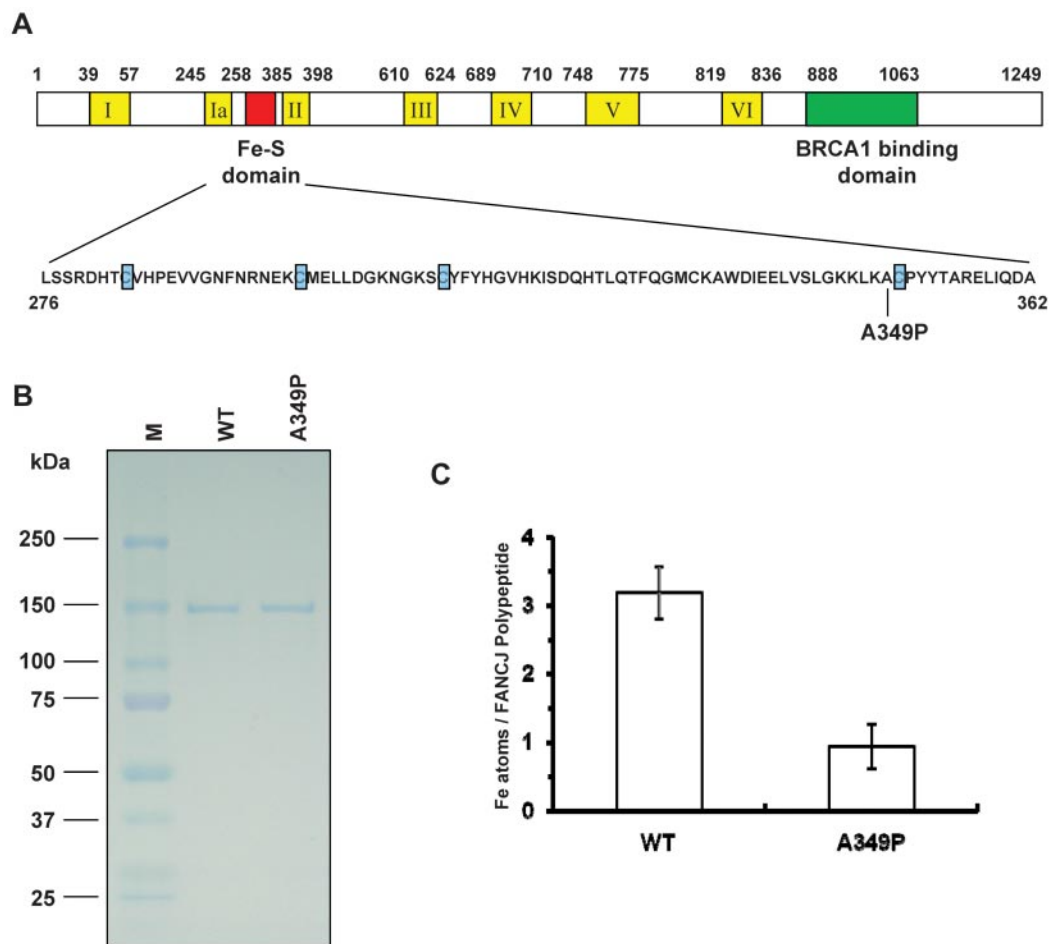 A
1 39 57 245 258 385 398 610 624 689 710 748 775 819 836 888 1063 1249
I Ia II III IV V VI
Fe-S domain
BRCA1 binding domain
LSSRDHTCVHPEVVGNFNRNEKCMELLDGKNGKSCYFYHGVHKISDQHTLQTFQGMCKAWDIEELVSLGKKLKACPYYTARELIQDA
276 362
A349P
B
M WT A349P
kDa
250
150
100
75
50
37
25
C
Fe atoms / FANCJ Polypeptide
4
3
2
1
0
WT A349P